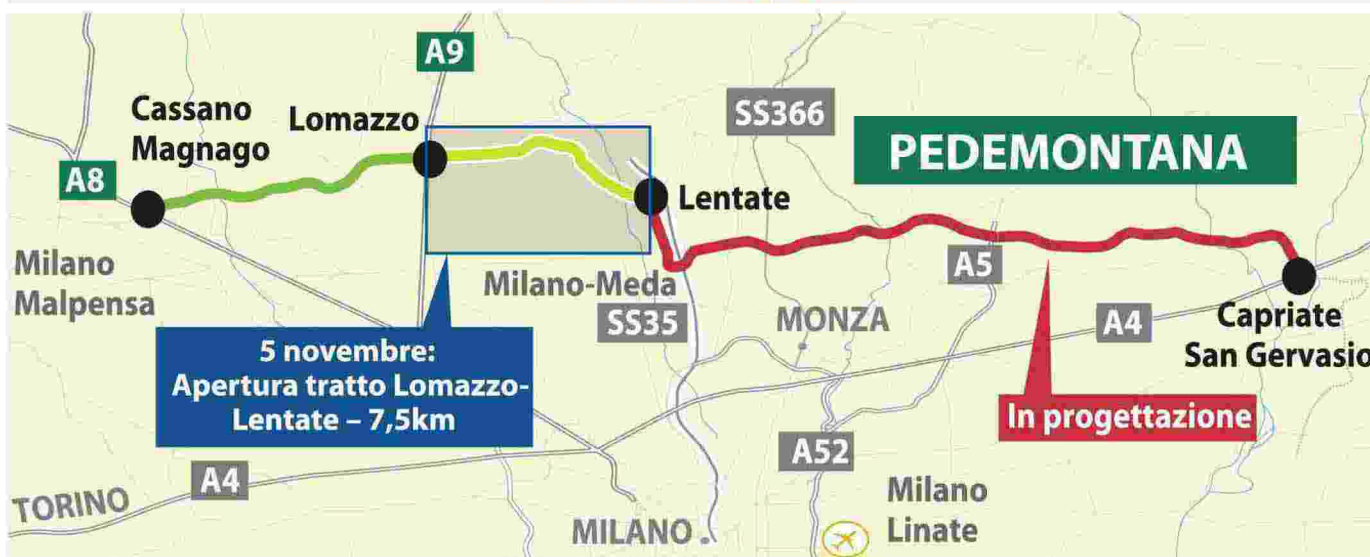 A9
Cassano
Magnago
Lomazzo
SS366
PEDEMONTANA
A8
Lentate
Milano
Malpensa
Milano-Meda
A5
SS35
MONZA
A4
Capriate
San Gervasio
5 novembre:
Apertura tratto Lomazzo-
Lentate – 7,5km
In progettazione
A52
A4
TORINO
Milano
Linate
MILANO